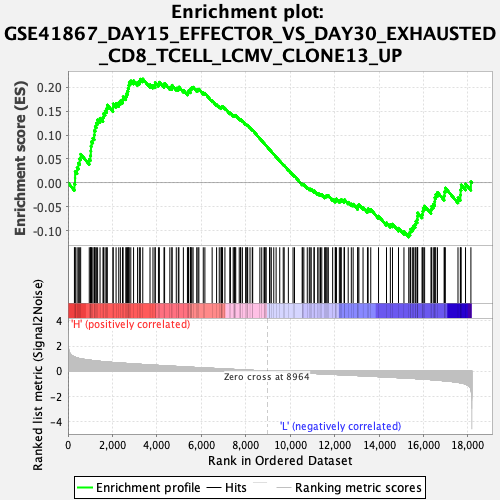 Enrichment plot:
GSE41867_DAY15_EFFECTOR_VS_DAY30_EXHAUSTED
_CD8_TCELL_LCMV_CLONE13_UP
Enrichment score (ES)
0.20
0.15
0.10
0.05
0.00
-0.05
-0.10
'H' (positively correlated)
Ranked list metric (Signal2Noise)
4
2
0
-2
-4
Zero cross at 8964
'L' (negatively correlated)
0
2,000
4,000
6,000
8,000
10,000
12,000
14,000
16,000
18,000
Rank in Ordered Dataset
Enrichment profile
Hits
Ranking metric scores